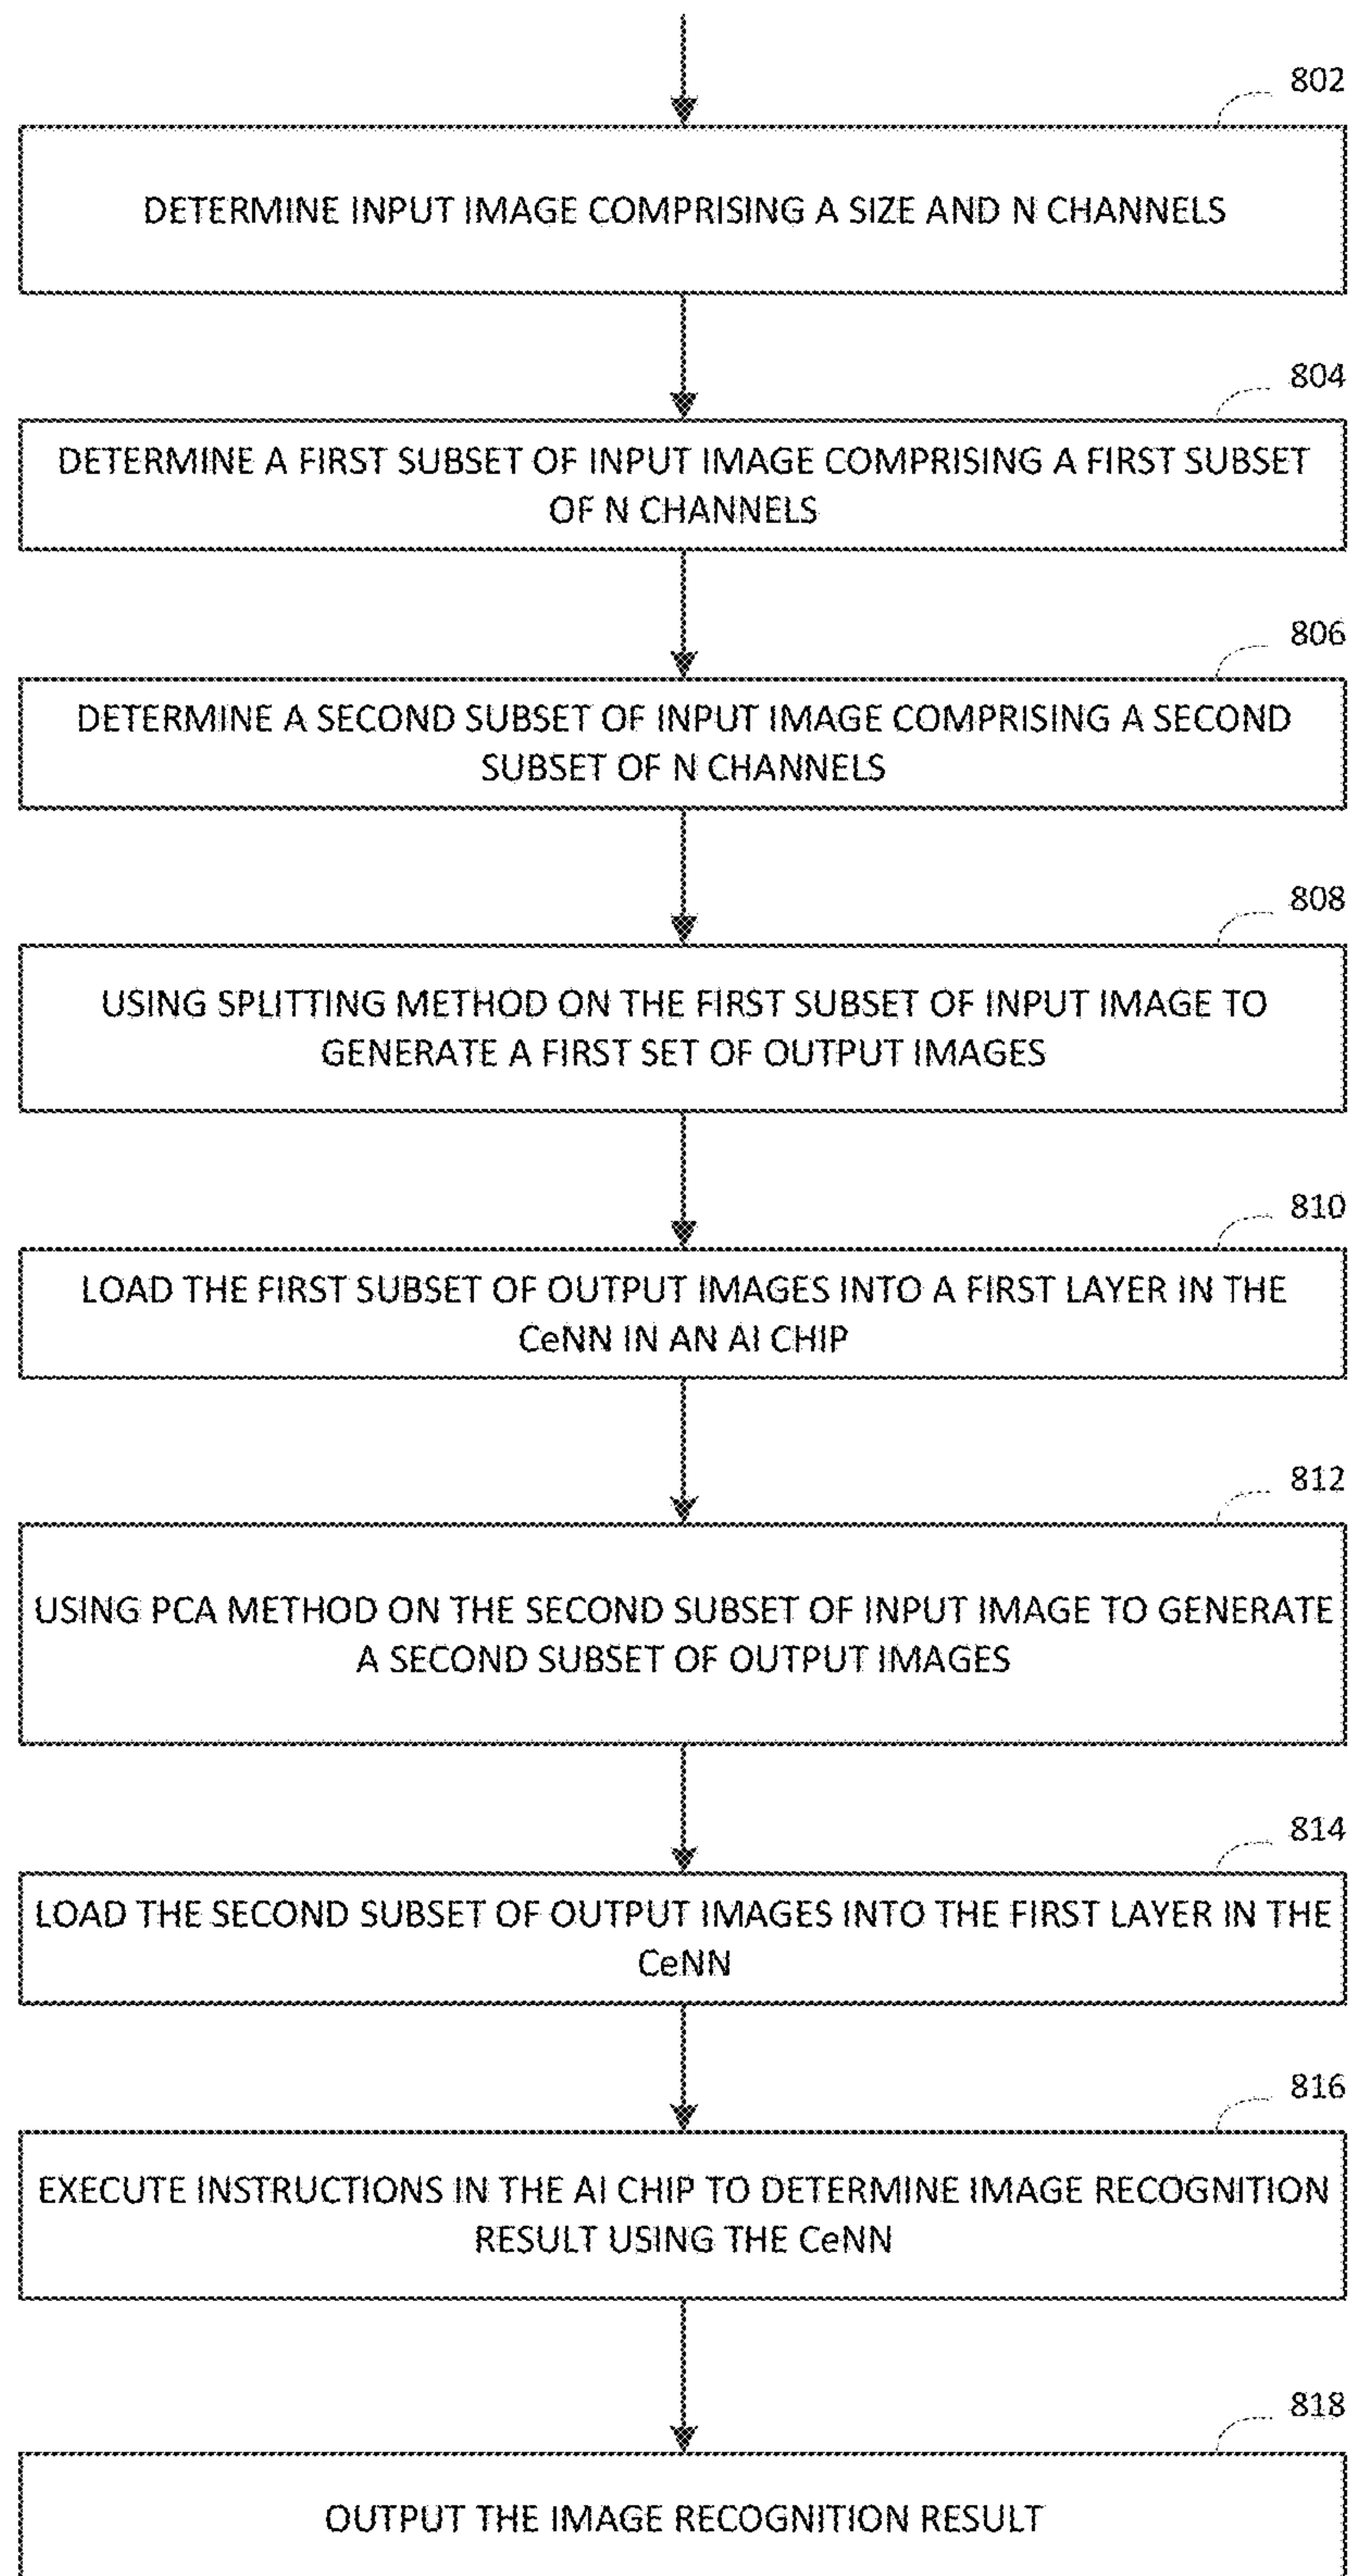 802
DETERMINE INPUT IMAGE COMPRISING A SIZE AND N CHANNELS
804
DETERMINE A FIRST SUBSET OF INPUT IMAGE COMPRISING A FIRST SUBSET
OF N CHANNELS
806
DETERMINE A SECOND SUBSET OF INPUT IMAGE COMPRISING A SECOND
SUBSET OF N CHANNELS
808
USING SPLITTING METHOD ON THE FIRST SUBSET OF INPUT IMAGE TO
GENERATE A FIRST SET OF OUTPUT IMAGES
810
LOAD THE FIRST SUBSET OF OUTPUT IMAGES INTO A FIRST LAYER IN THE
CeNN IN AN AI CHIP
812
USING PCA METHOD ON THE SECOND SUBSET OF INPUT IMAGE TO GENERATE
A SECOND SUBSET OF OUTPUT IMAGES
814
LOAD THE SECOND SUBSET OF OUTPUT IMAGES INTO THE FIRST LAYER IN THE
CeNN
816
EXECUTE INSTRUCTIONS IN THE AI CHIP TO DETERMINE IMAGE RECOGNITION
RESULT USING THE CeNN
818
OUTPUT THE IMAGE RECOGNITION RESULT